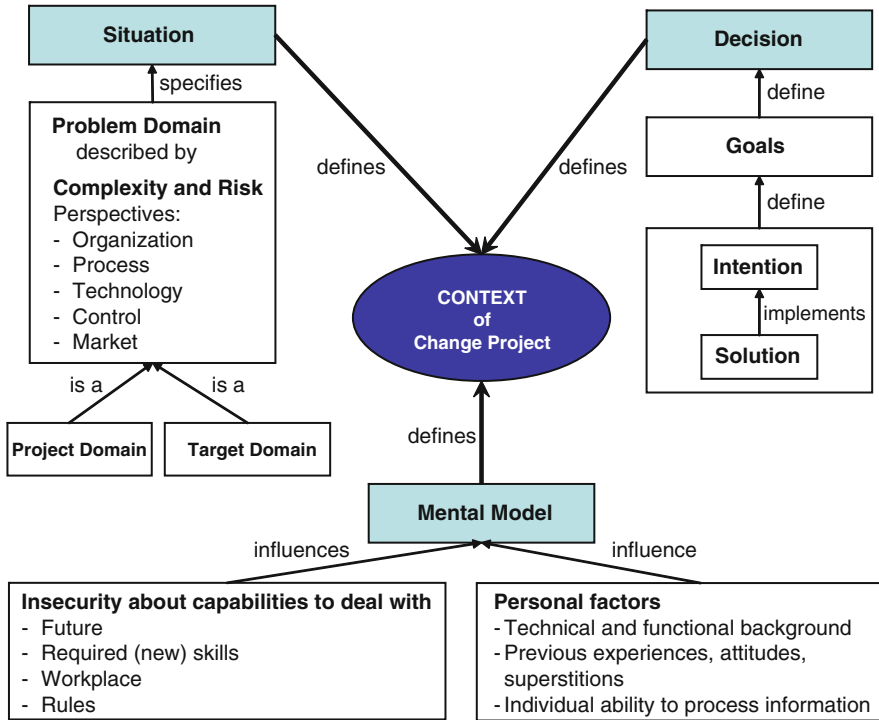 Situation
specifies
Problem Domain
described by
Complexity and Risk
Perspectives:
- Organization
- Process
- Technology
- Control
- Market
is a
is a
Project Domain
Target Domain
defines
defines
CONTEXT
of
Change Project
defines
Decision
define
Goals
define
Intention
implements
Solution
Mental Model
influences
influence
Insecurity about capabilities to deal with
- Future
- Required (new) skills
- Workplace
- Rules
Personal factors
- Technical and functional background
- Previous experiences, attitudes,
superstitions
- Individual ability to process information